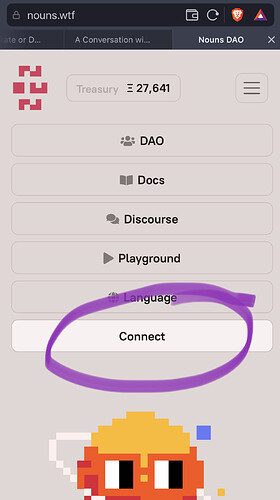 nouns.wtf
ate or D...
A Conversation wi...
Nouns DAO
Treasury Ξ 27,641
DAO
Docs
Discourse
Playground
Language
Connect